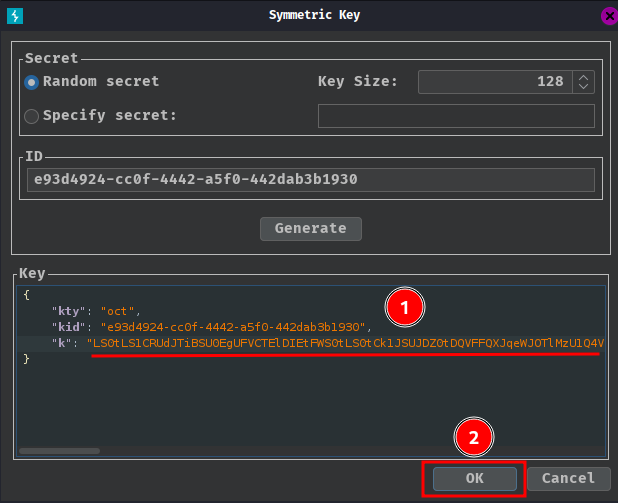 Symmetric Key
Secret
Random secret
Key Size:
128
Specify secret:
ID
e93d4924-cc0f-4442-a5f0-442dab3b1930
Generate
Key
{
"kty": "oct",
"kid": "e93d4924-cc0f-4442-a5f0-442dab3b1930",
"k": "LS0tLS1CRUdJTiBSU0EgUFVCTElDIEtFWS0tLS0tCk1JSUJDZ0tDQVFFQXJqeWJOTlMzU1Q4V
}
1
2
OK
Cancel